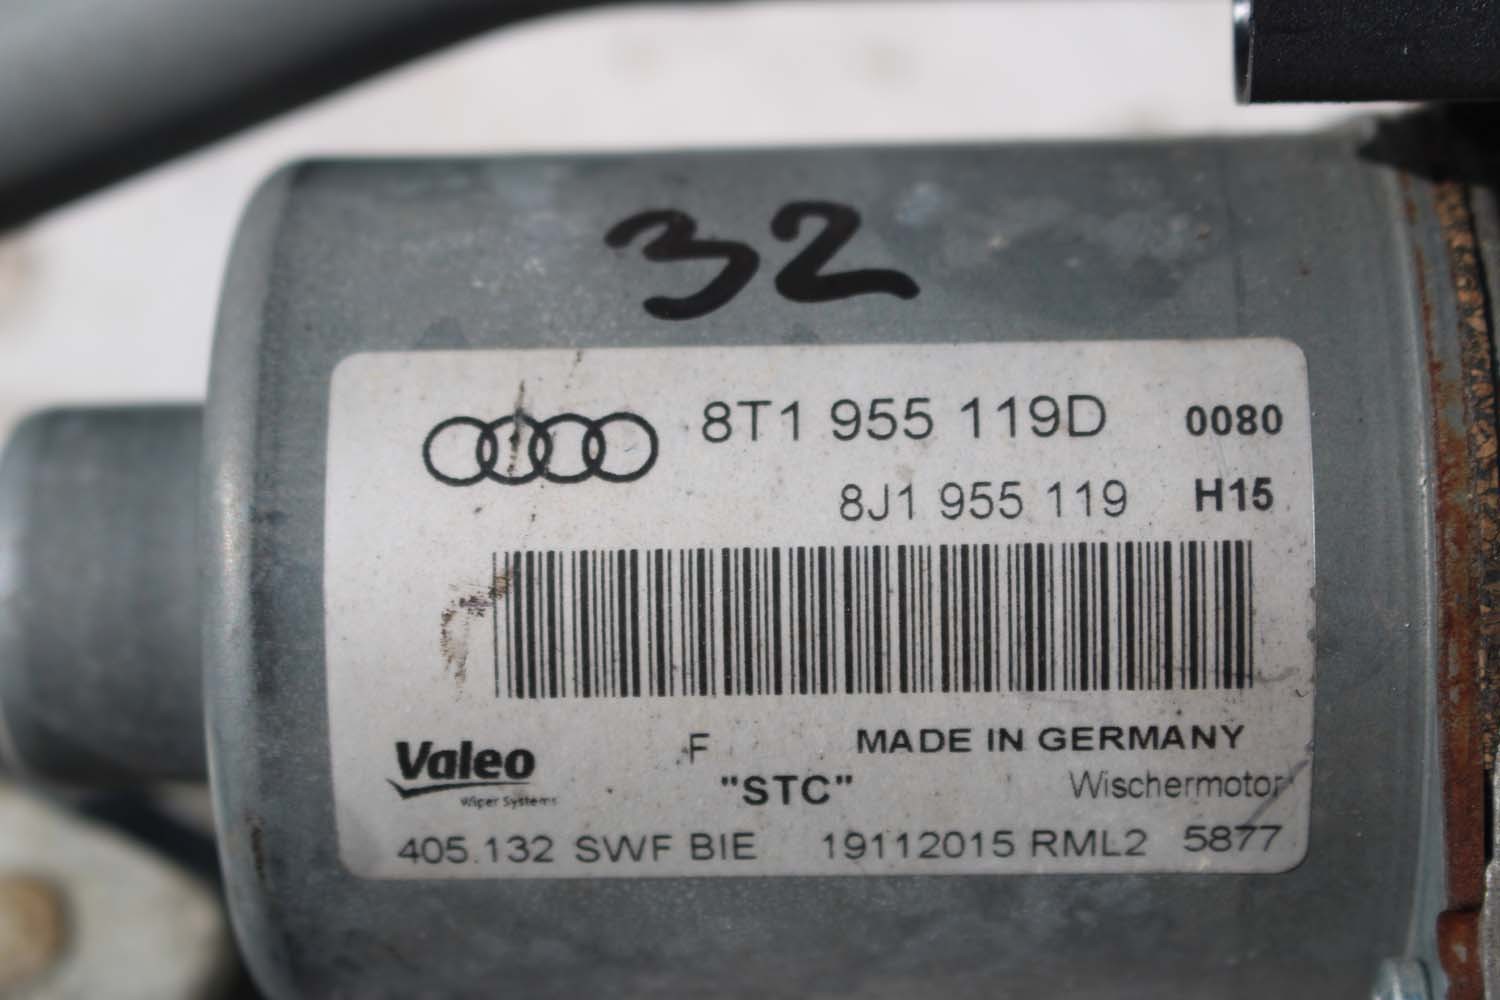 32
8T1 955 119D 0080
8J1 955 119 H15
Valeo
Wiper Systems
F
"STC"
MADE IN GERMANY
Wischermotor
405.132 SWF BIE 19112015 RML2 5877